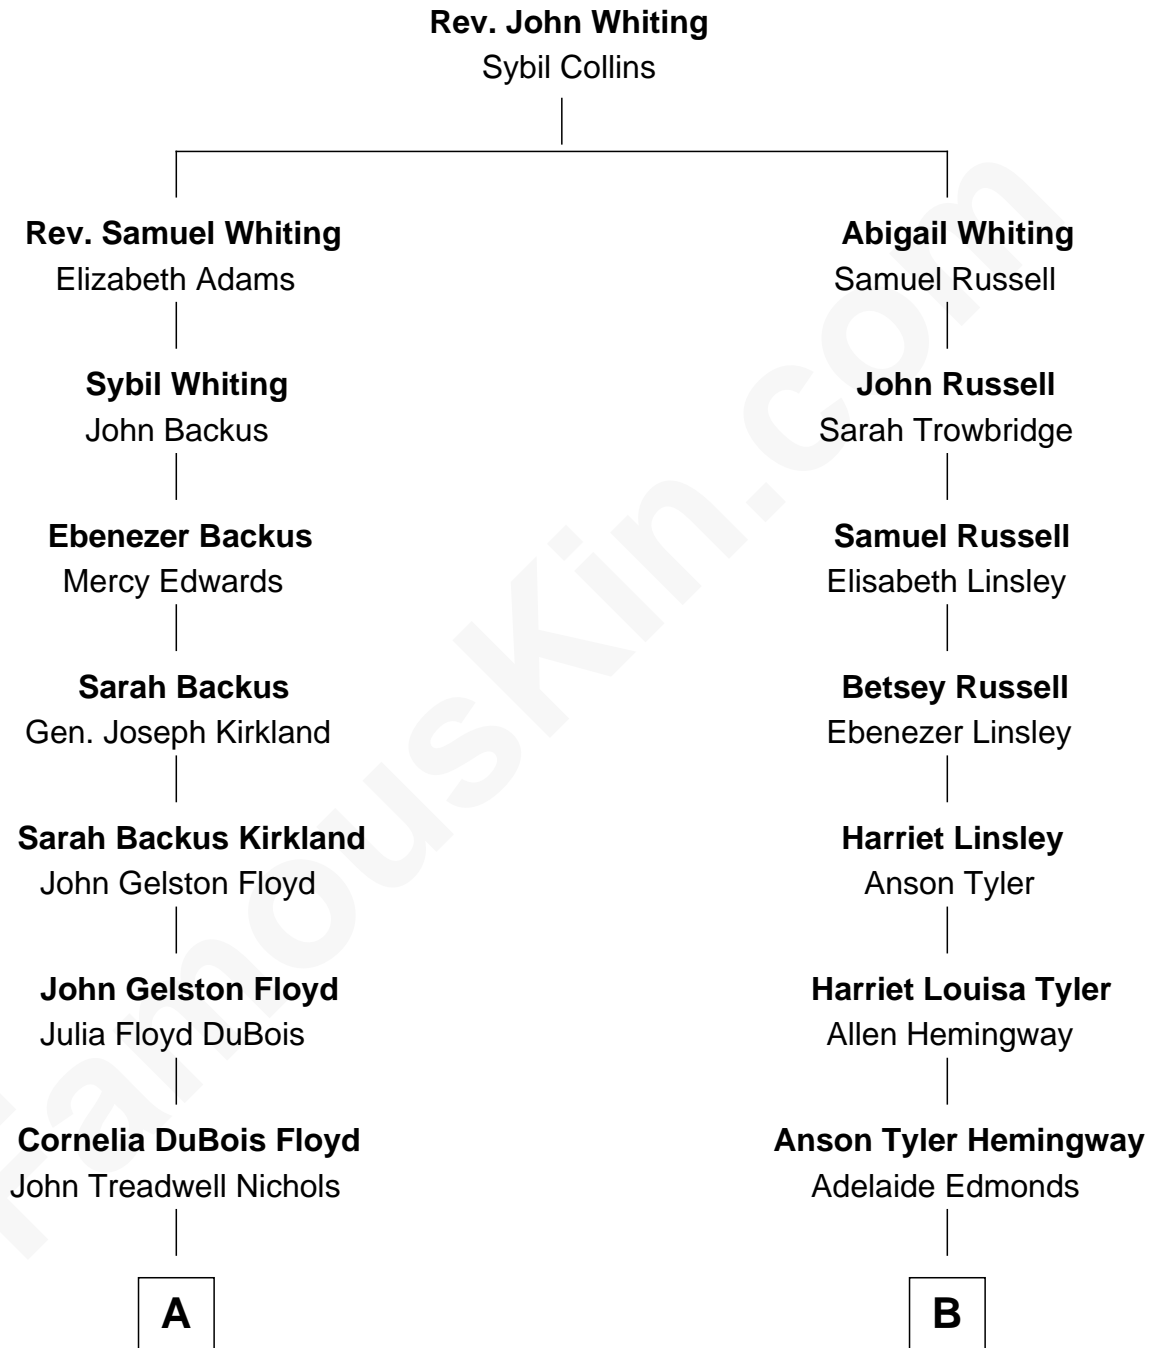 Rev. John Whiting
Sybil Collins
Rev. Samuel Whiting
Elizabeth Adams
Abigail Whiting
Samuel Russell
Sybil Whiting
John Backus
John Russell
Sarah Trowbridge
Ebenezer Backus
Mercy Edwards
Samuel Russell
Elisabeth Linsley
Sarah Backus
Gen. Joseph Kirkland
Betsey Russell
Ebenezer Linsley
Sarah Backus Kirkland
John Gelston Floyd
Harriet Linsley
Anson Tyler
John Gelston Floyd
Julia Floyd DuBois
Harriet Louisa Tyler
Allen Hemingway
Cornelia DuBois Floyd
John Treadwell Nichols
Anson Tyler Hemingway
Adelaide Edmonds
A
B
FamousKin.com